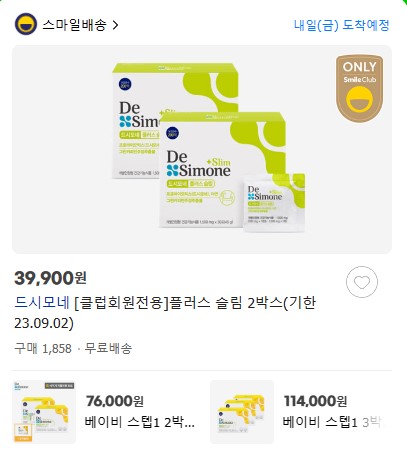 스마일배송 >
내일(금) 도착예정
ONLY
SmileClub
De
Simone
De
Simone
+Slim
드시모네 플러스 슬림
De
Simone
39,900원
드시모네 [클럽회원전용]플러스 슬림 2박스(기한
23.09.02)
구매 1,858 · 무료배송
76,000원
베이비 스텝1 2박...
114,000원
베이비 스텝1 3박